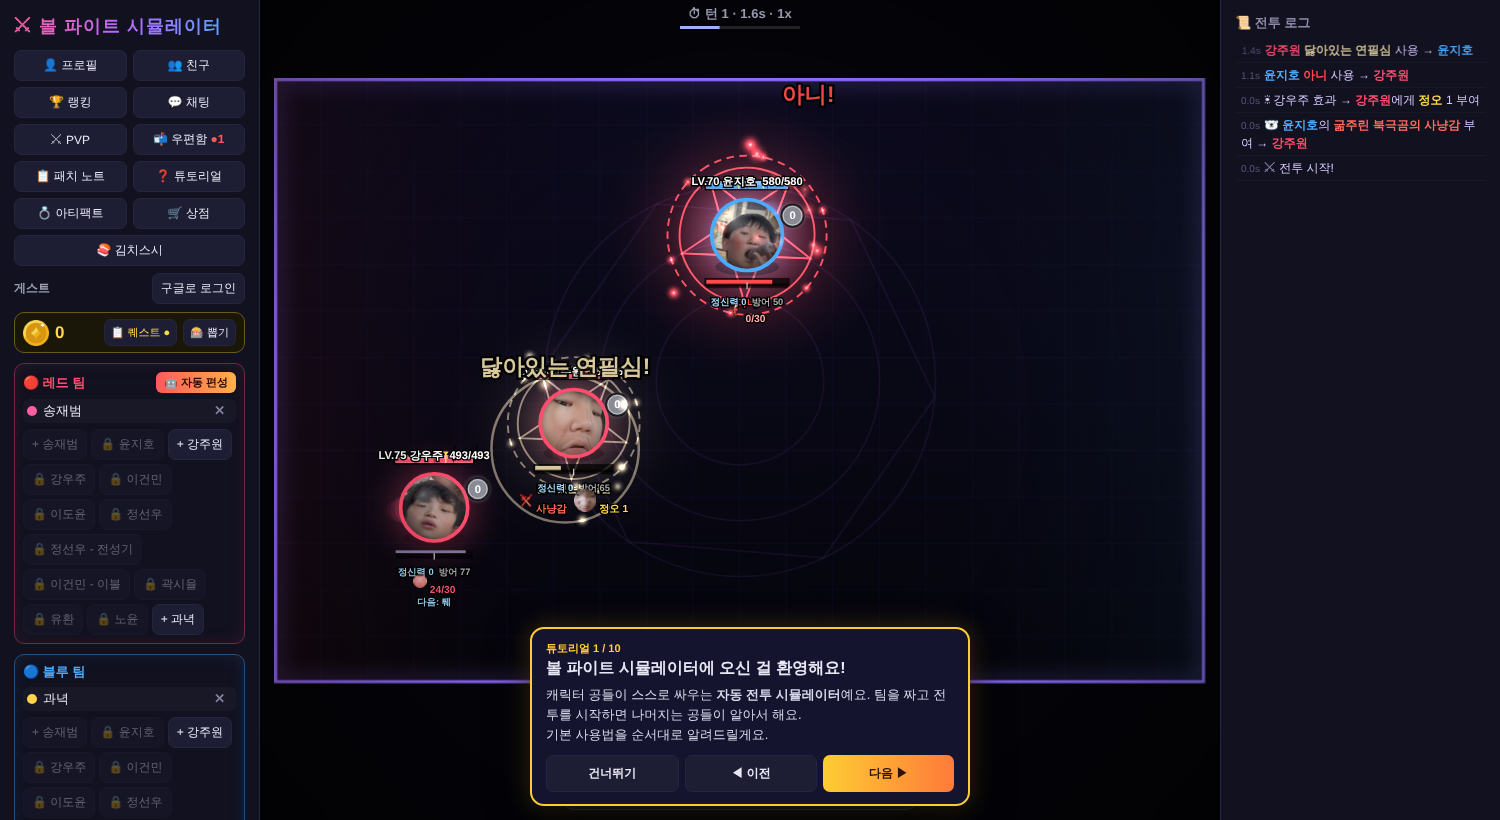 ⚔ 볼 파이트 시뮬레이터
👤 프로필
👥 친구
🏆 랭킹
💬 채팅
⚔ PVP
📬 우편함 ●1
📋 패치 노트
❓ 튜토리얼
💍 아티팩트
🛒 상점
🍣 김치스시
게스트
구글로 로그인
0
📋 퀘스트 ●
🎰 뽑기
🔴 레드 팀
🤖 자동 편성
송재범 ✕
+ 송재범
🔒 윤지호
+ 강주원
🔒 강우주
🔒 이건민
🔒 이도윤
🔒 정선우
🔒 정선우 - 전성기
🔒 이건민 - 이불
🔒 곽시율
🔒 유환
🔒 노윤
+ 과녁
🔵 블루 팀
과녁 ✕
+ 송재범
🔒 윤지호
+ 강주원
🔒 강우주
🔒 이건민
🔒 이도윤
🔒 정선우
⏱ 턴 1 · 1.6s · 1x
아니!
LV.70 윤지호 580/580
0
정신력 0 방어 50
0/30
닳아있는 연필심!
0
정신력 0 방어 65
사냥감
정오 1
LV.75 강우주 493/493
0
정신력 0 방어 77
24/30
다음: 퉤
튜토리얼 1 / 10
볼 파이트 시뮬레이터에 오신 걸 환영해요!
캐릭터 공들이 스스로 싸우는 자동 전투 시뮬레이터예요. 팀을 짜고 전
투를 시작하면 나머지는 공들이 알아서 해요.
기본 사용법을 순서대로 알려드릴게요.
건너뛰기
◀ 이전
다음 ▶
📜 전투 로그
1.4s 강주원 닳아있는 연필심 사용 → 윤지호
1.1s 윤지호 아니 사용 → 강주원
0.0s 강우주 효과 → 강주원에게 정오 1 부여
0.0s 🐻‍❄️ 윤지호의 굶주린 북극곰의 사냥감 부
여 → 강주원
0.0s ⚔ 전투 시작!